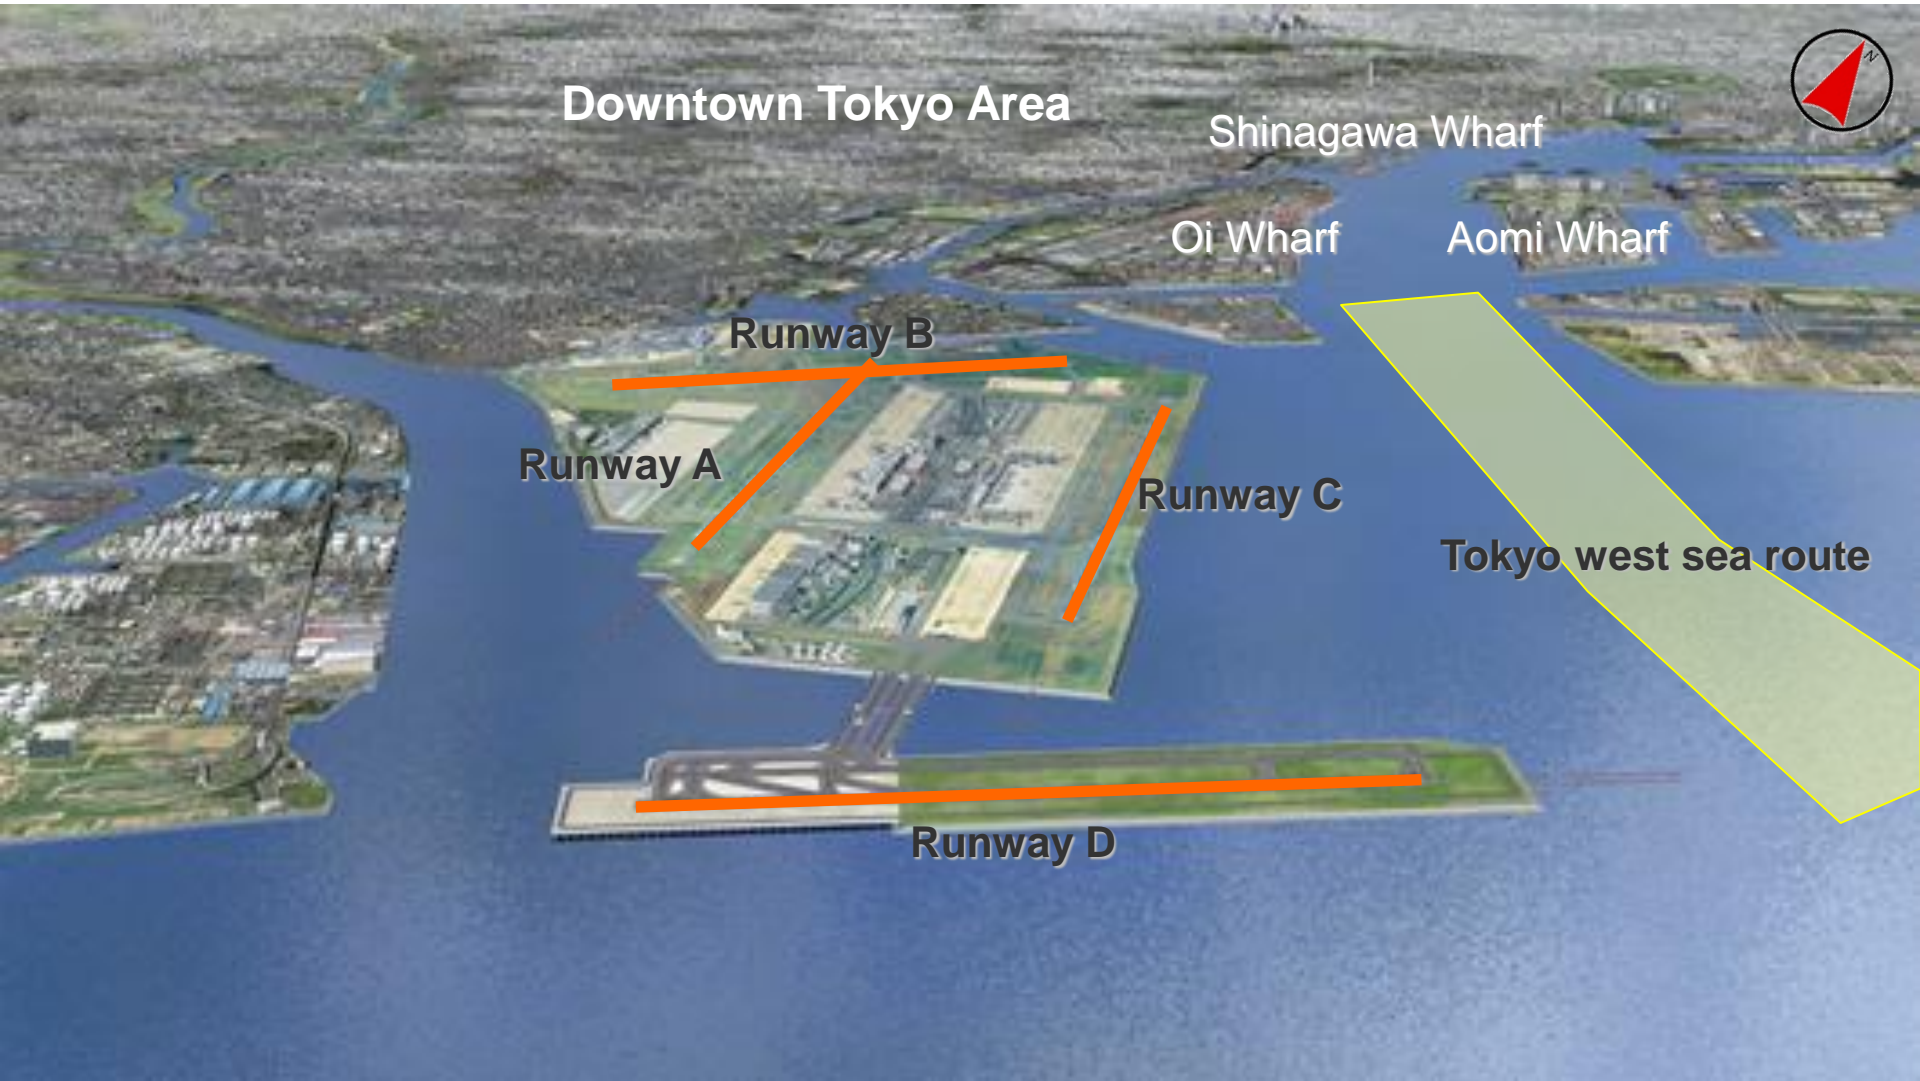 N
Downtown Tokyo Area
Shinagawa Wharf
Oi Wharf
Aomi Wharf
Runway B
Runway A
Runway C
Tokyo west sea route
Runway D